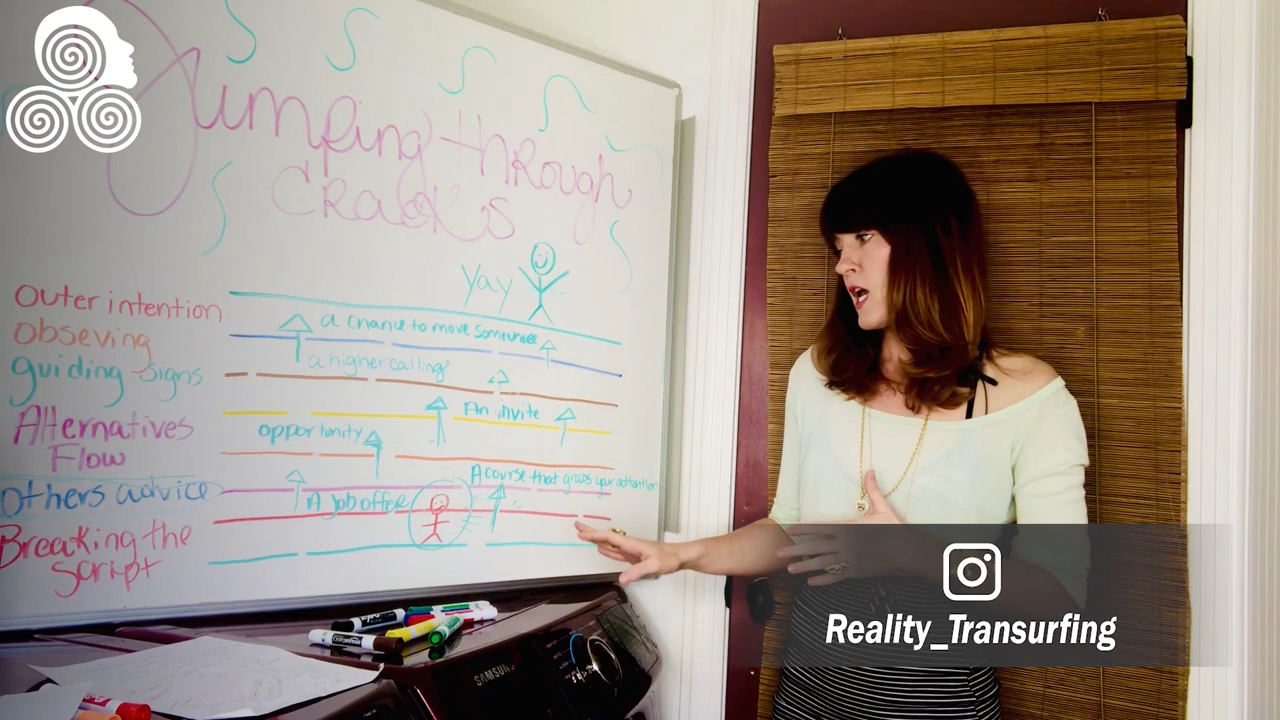 Jumping through
CRacks
Yay
Outer intention
a chance to move somewhere
obseving
a higher calling
guiding signs
An invite
Alternatives
Flow
opportunity
A course that grabs your attention
Others advice
A job offer
Breaking the
Script
SAMSUNG
Reality_Transurfing